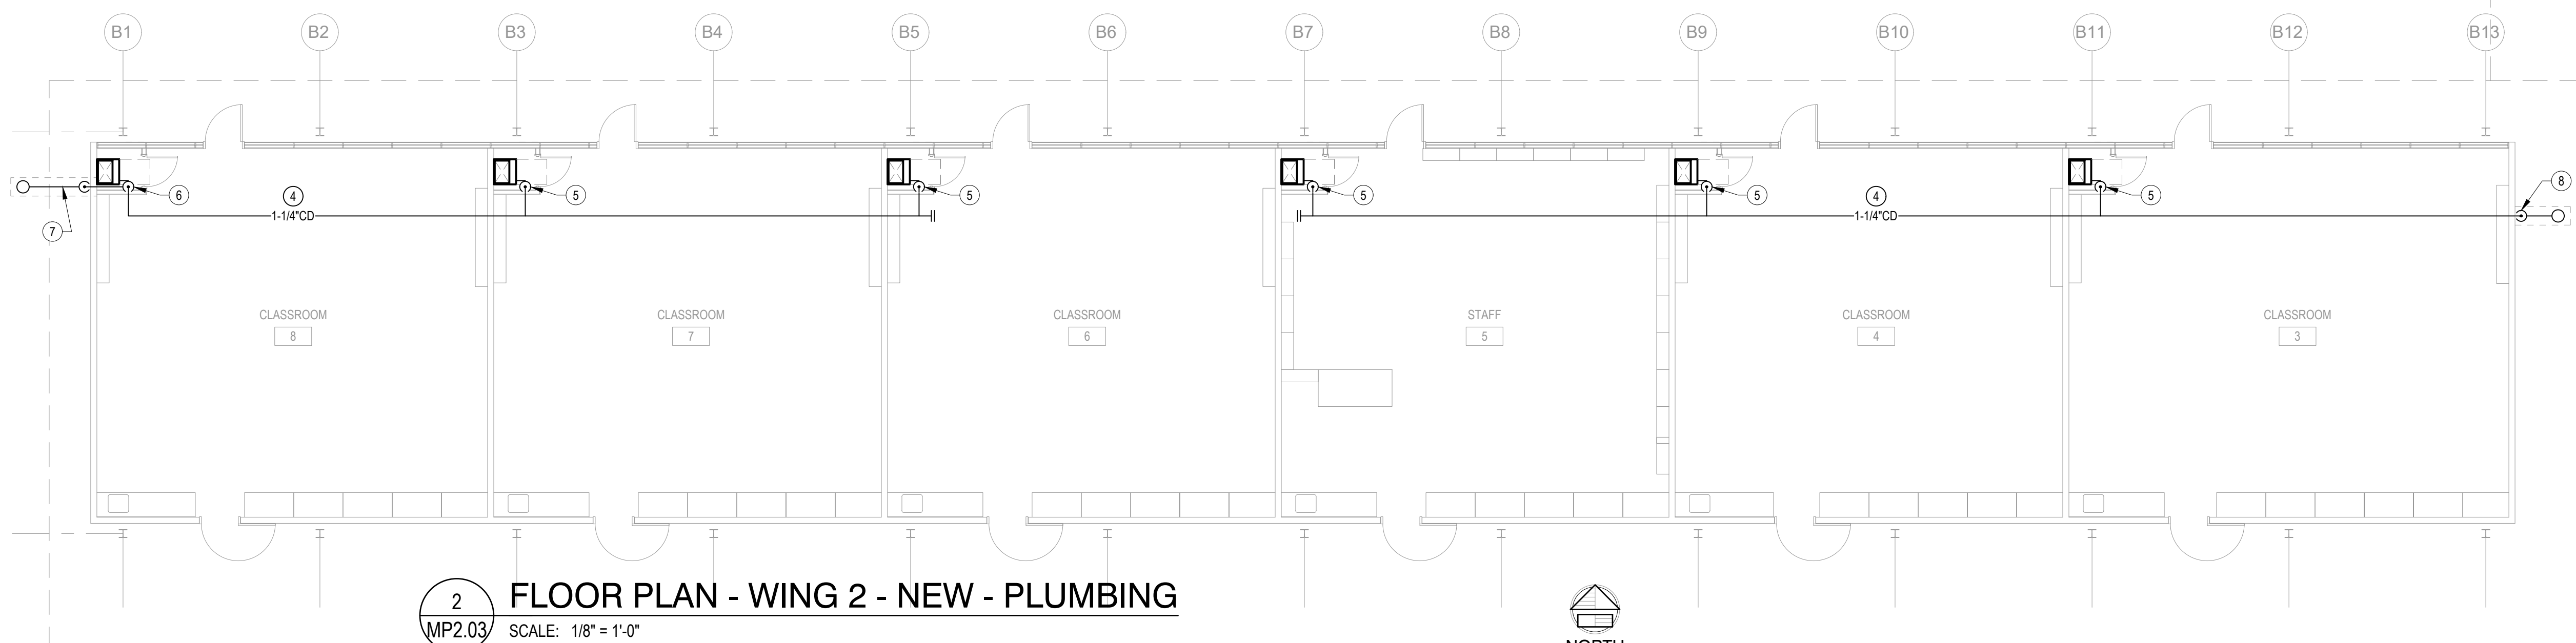 B1 B2 B3 B4 B5 B6 B7 B8 B9 B10 B11 B12 B13
6 4 5 5 5 4 5 5 8
1-1/4"CD 1-1/4"CD
7
CLASSROOM CLASSROOM CLASSROOM STAFF CLASSROOM CLASSROOM
8 7 6 5 4 3
2
MP2.03
FLOOR PLAN - WING 2 - NEW - PLUMBING
SCALE: 1/8" = 1'-0"
NORTH